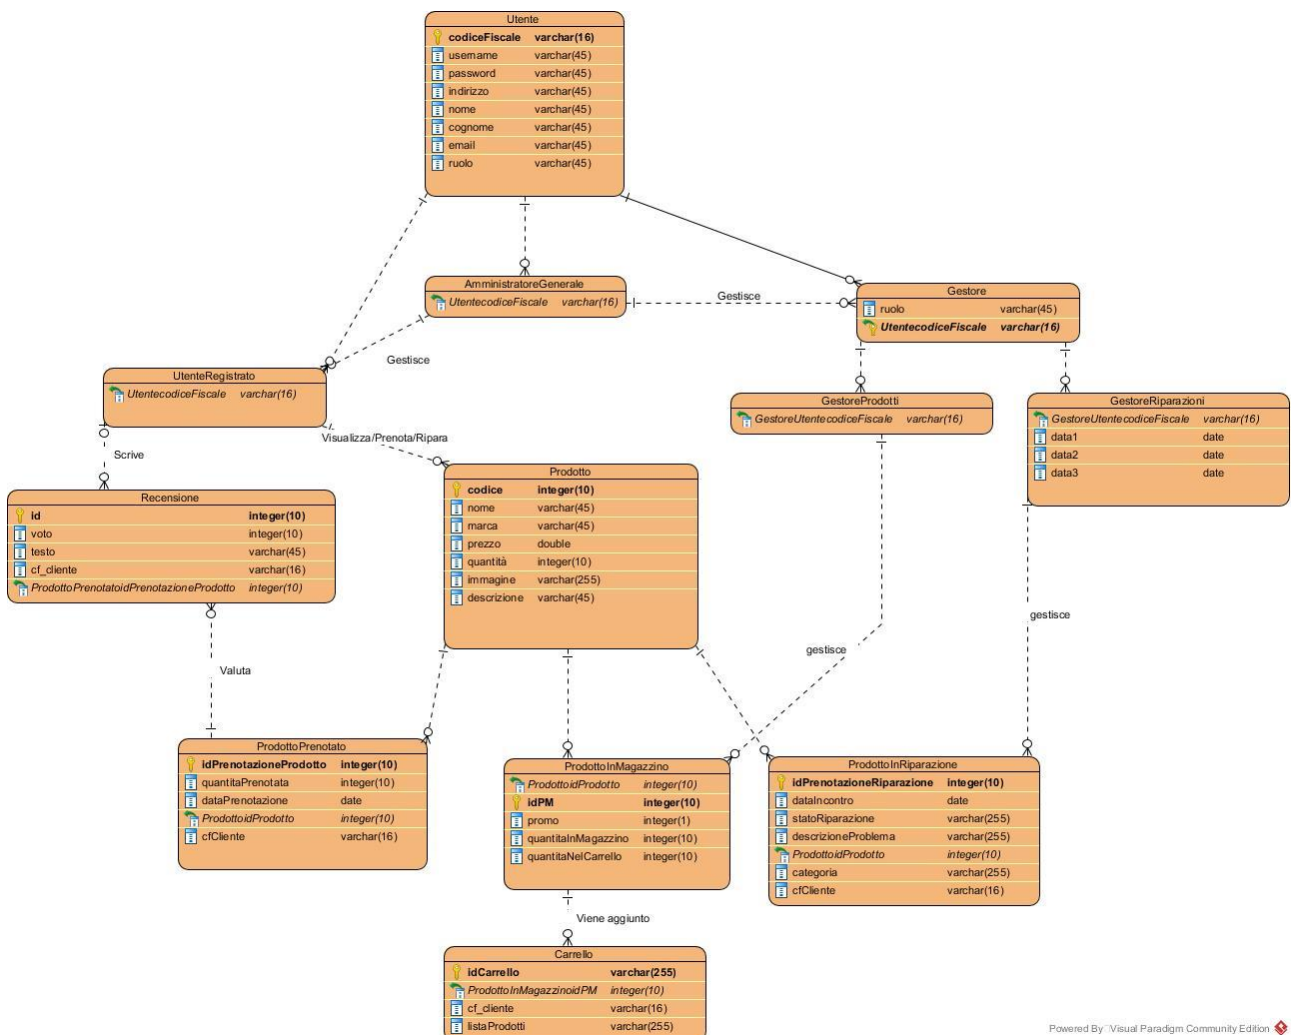 Utente
codiceFiscale varchar(16)
username varchar(45)
password varchar(45)
indirizzo varchar(45)
nome varchar(45)
cognome varchar(45)
email varchar(45)
ruolo varchar(45)
AmministratoreGenerale
UtentecodiceFiscale varchar(16)
Gestisce
Gestore
ruolo varchar(45)
UtentecodiceFiscale varchar(16)
Gestisce
UtenteRegistrato
UtentecodiceFiscale varchar(16)
GestoreProdotti
GestoreUtentecodiceFiscale varchar(16)
GestoreRiparazioni
GestoreUtentecodiceFiscale varchar(16)
data1 date
data2 date
data3 date
Visualizza/Prenota/Ripara
Scrive
Prodotto
codice integer(10)
nome varchar(45)
marca varchar(45)
prezzo double
quantità integer(10)
immagine varchar(255)
descrizione varchar(45)
Recensione
id integer(10)
voto integer(10)
testo varchar(45)
cf_cliente varchar(16)
ProdottoPrenotatoidPrenotazioneProdotto integer(10)
gestisce
gestisce
Valuta
ProdottoPrenotato
idPrenotazioneProdotto integer(10)
quantitaPrenotata integer(10)
dataPrenotazione date
ProdottoidProdotto integer(10)
cfCliente varchar(16)
ProdottoInMagazzino
ProdottoidProdotto integer(10)
idPM integer(10)
promo integer(1)
quantitaInMagazzino integer(10)
quantitaNelCarrello integer(10)
ProdottoInRiparazione
idPrenotazioneRiparazione integer(10)
dataIncontro date
statoRiparazione varchar(255)
descrizioneProblema varchar(255)
ProdottoidProdotto integer(10)
categoria varchar(255)
cfCliente varchar(16)
Viene aggiunto
Carrello
idCarrello varchar(255)
ProdottoInMagazzinoidPM integer(10)
cf_cliente varchar(16)
listaProdotti varchar(255)
Powered By Visual Paradigm Community Edition